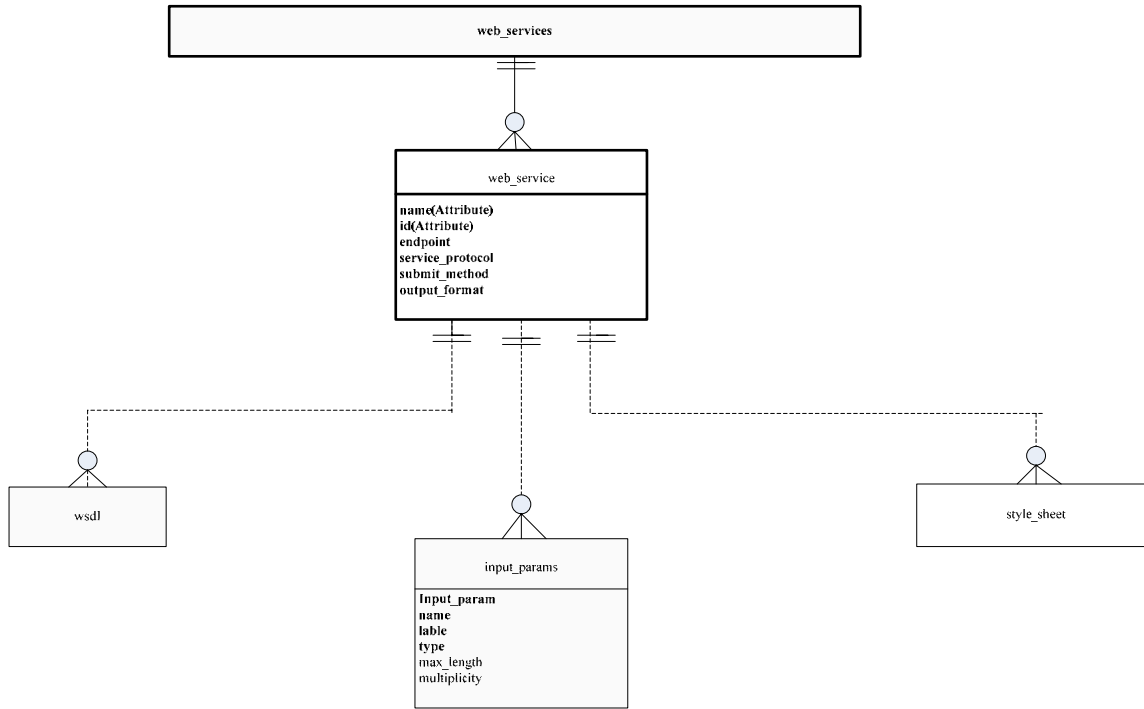 web_services
web_service
name(Attribute)
id(Attribute)
endpoint
service_protocol
submit_method
output_format
wsdl
style_sheet
input_params
Input_param
name
lable
type
max_length
multiplicity